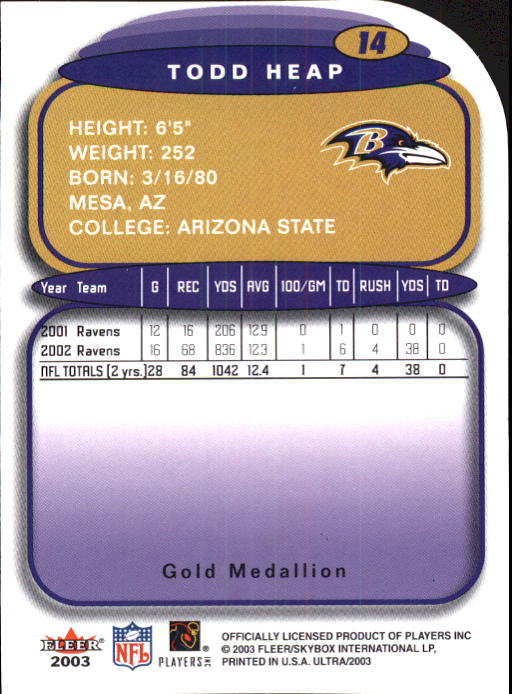 14
TODD HEAP
HEIGHT: 6'5"
WEIGHT: 252
BORN: 3/16/80
MESA, AZ
COLLEGE: ARIZONA STATE
B
Year Team G REC YDS AVG 100/GM TD RUSH YDS TD
2001 Ravens 12 16 206 12.9 0 1 0 0 0
2002 Ravens 16 68 836 12.3 1 6 4 38 0
NFL TOTALS (2 yrs.) 28 84 1042 12.4 1 7 4 38 0
Gold Medallion
FLEER
2003
NFL
PLAYERS INC
OFFICIALLY LICENSED PRODUCT OF PLAYERS INC
© 2003 FLEER/SKYBOX INTERNATIONAL LP,
PRINTED IN U.S.A. ULTRA/2003